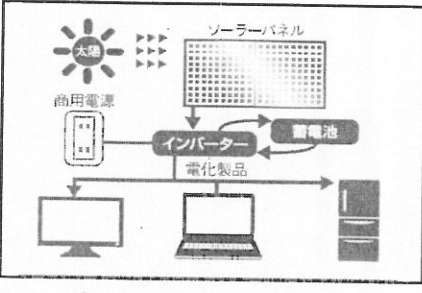 太陽
ソーラーパネル
商用電源
インバーター
蓄電池
電化製品